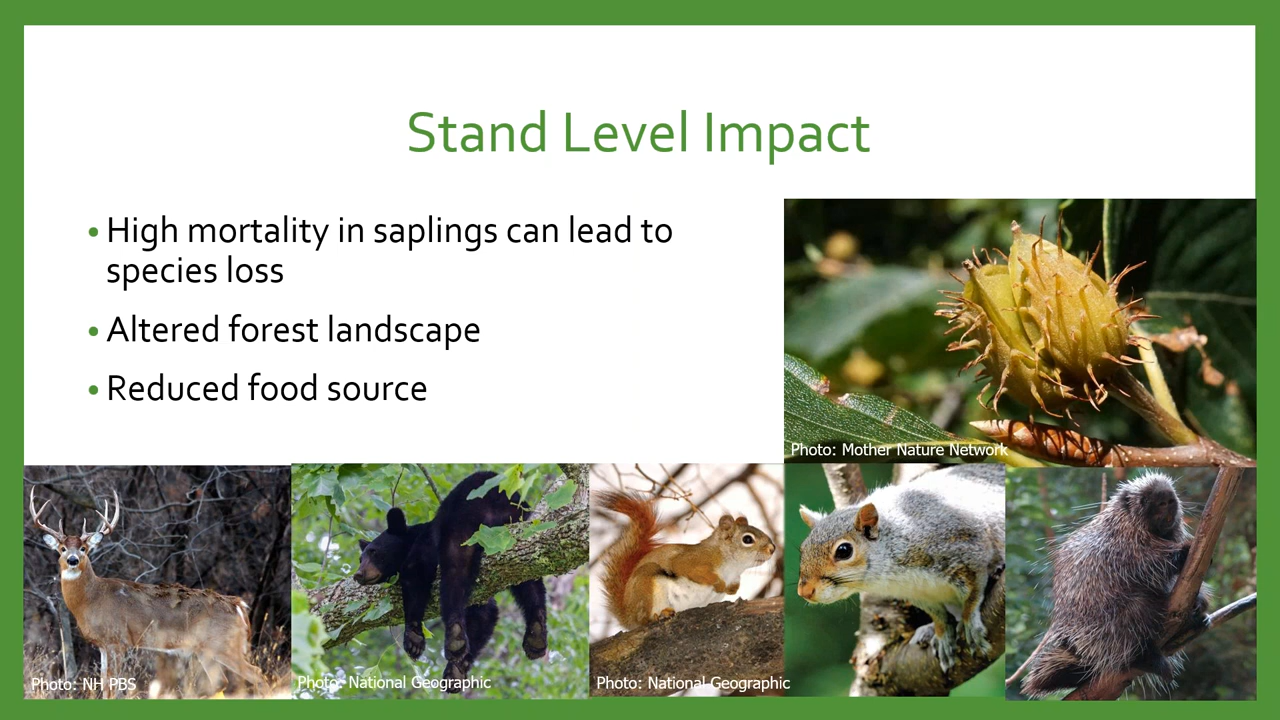 Stand Level Impact
• High mortality in saplings can lead to
species loss
• Altered forest landscape
• Reduced food source
Photo: Mother Nature Network
Photo: NH PBS
Photo: National Geographic
Photo: National Geographic